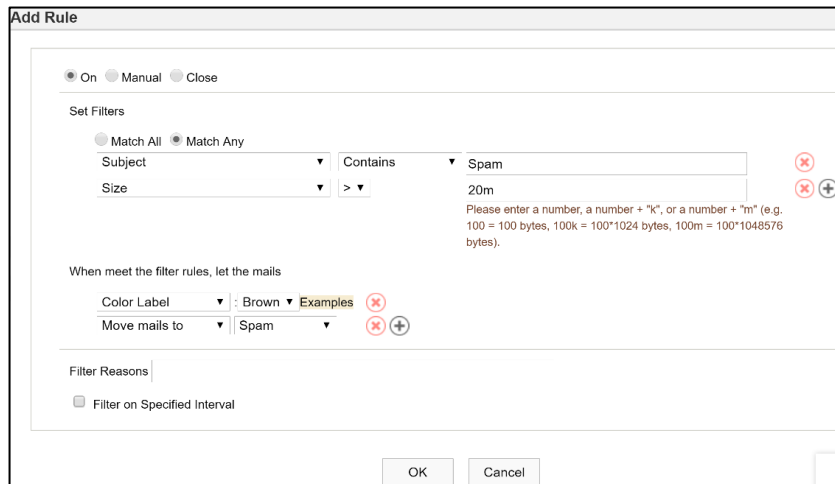 Add Rule
On Manual Close
Set Filters
Match All Match Any
Subject Contains Spam
Size > 20m
Please enter a number, a number + "k", or a number + "m" (e.g.
100 = 100 bytes, 100k = 100*1024 bytes, 100m = 100*1048576
bytes).
When meet the filter rules, let the mails
Color Label : Brown Examples
Move mails to Spam
Filter Reasons
Filter on Specified Interval
OK Cancel